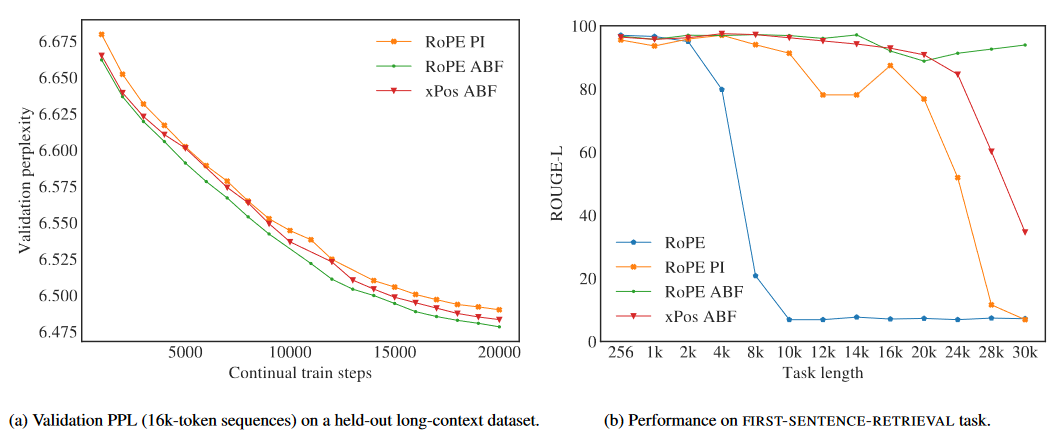 6.675
6.650
6.625
6.600
6.575
6.550
6.525
6.500
6.475
Validation perplexity
RoPE PI
RoPE ABF
xPos ABF
5000 10000 15000 20000
Continual train steps
(a) Validation PPL (16k-token sequences) on a held-out long-context dataset.
100
80
60
40
20
0
ROUGE-L
RoPE
RoPE PI
RoPE ABF
xPos ABF
256 1k 2k 4k 8k 10k 12k 14k 16k 20k 24k 28k 30k
Task length
(b) Performance on FIRST-SENTENCE-RETRIEVAL task.